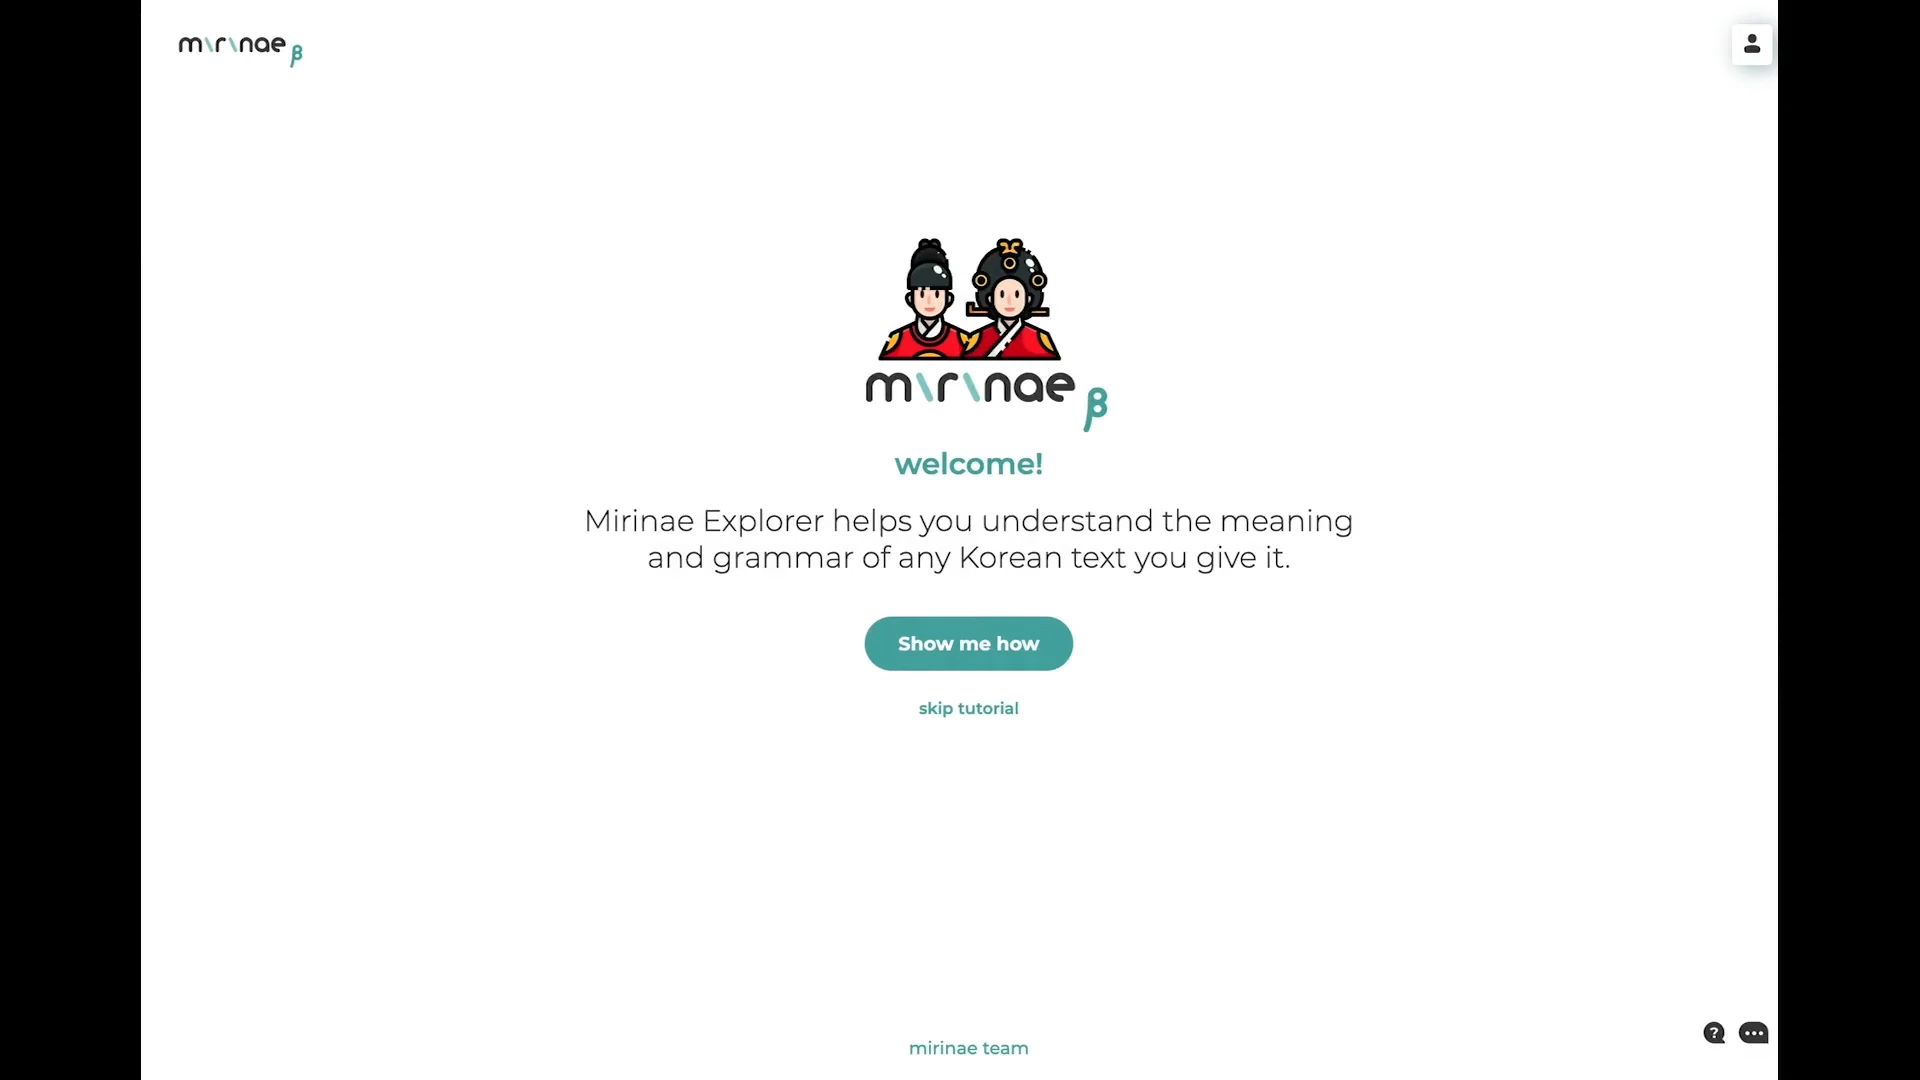 mirinae β
mirinae β
welcome!
Mirinae Explorer helps you understand the meaning
and grammar of any Korean text you give it.
Show me how
skip tutorial
mirinae team
?